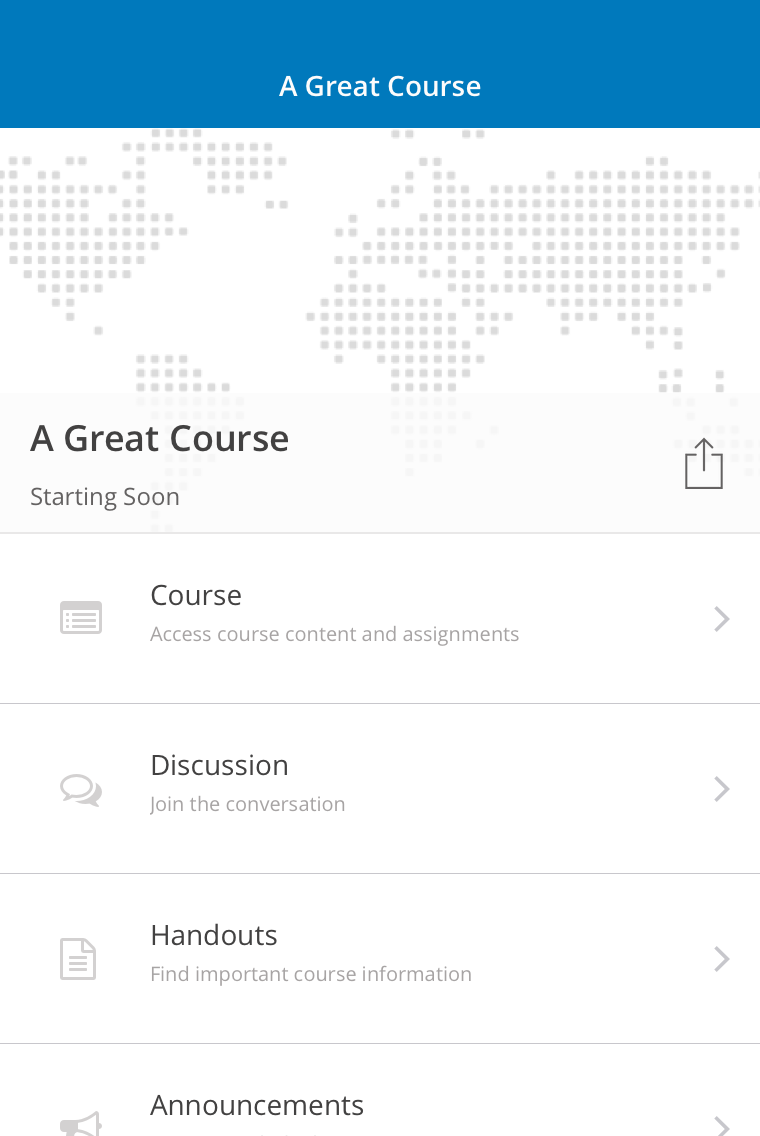 A Great Course
A Great Course
Starting Soon
Course
Access course content and assignments
Discussion
Join the conversation
Handouts
Find important course information
Announcements